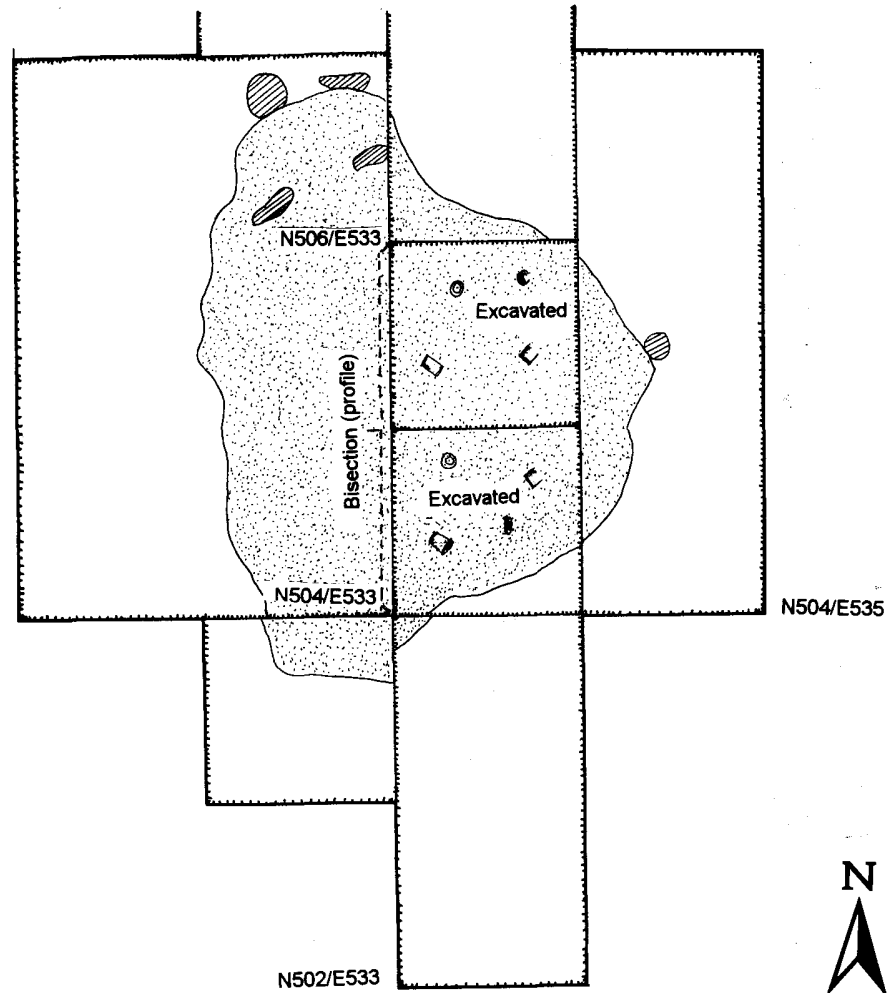 N506/E533
Excavated
Bisection (profile)
Excavated
N504/E533
N504/E535
N
N502/E533